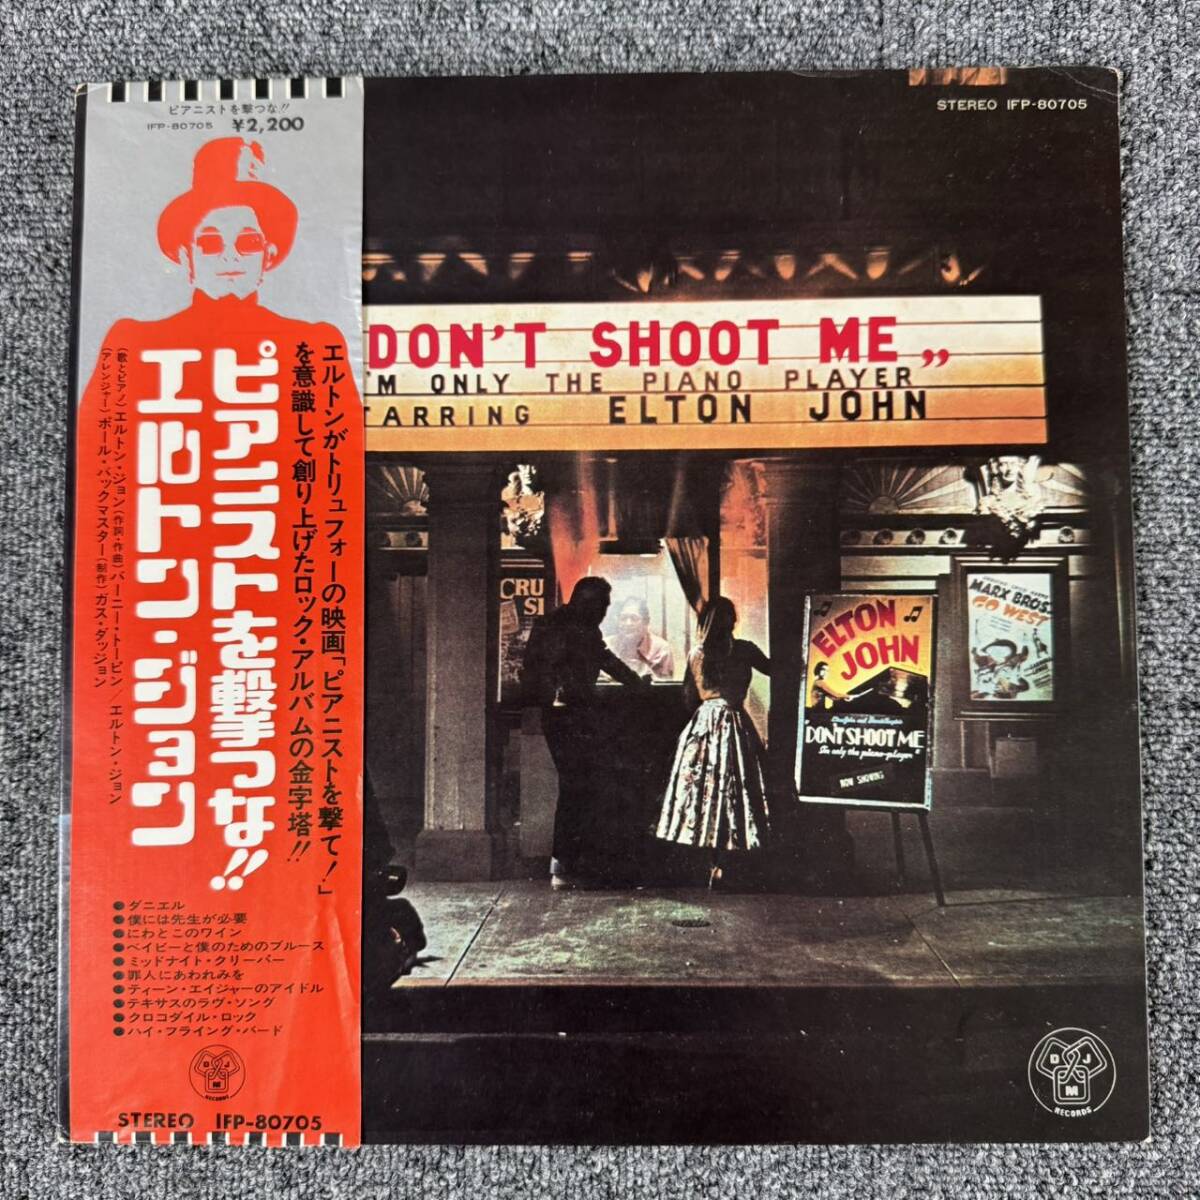 ピアニストを撃つな!!
IFP-80705 ¥2,200
エルトンがトリュフォーの映画「ピアニストを撃て!」
を意識して創り上げたロック・アルバムの金字塔!!
ピアニストを撃つな!!
エルトン・ジョン
(歌とピアノ)エルトン・ジョン(作詞・作曲)バーニー・トーピン/エルトン・ジョン
(アレンジャー)ポール・バックマスター(制作)ガス・ダッジョン
●ダニエル
●僕には先生が必要
●にわとこのワイン
●ベイビーと僕のためのブルース
●ミッドナイト・クリーパー
●罪人にあわれみを
●ティーン・エイジャーのアイドル
●テキサスのラヴ・ソング
●クロコダイル・ロック
●ハイ・フライング・バード
DJM
RECORDS
STEREO IFP-80705
STEREO IFP-80705
DON'T SHOOT ME,,
'M ONLY THE PIANO PLAYER
TARRING ELTON JOHN
CRU
SI
ELTON
JOHN
"DON'T SHOOT ME
I'm only the piano-player"
NOW SHOWING
MARX BROS.
GO WEST
DJM
RECORDS